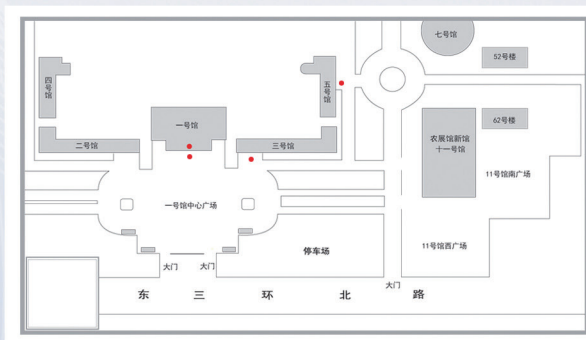 七号馆
52号楼
四号馆
五号馆
一号馆
62号楼
农展馆新馆
十一号馆
二号馆
三号馆
11号馆南广场
一号馆中心广场
停车场
11号馆西广场
大门
大门
大门
东三环北路